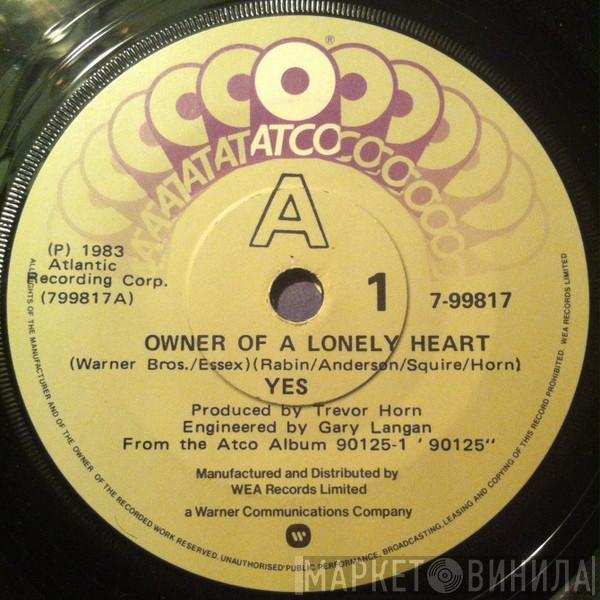 ATATATATATCOCOCOCOCO
®
A
(P) 1983
Atlantic
Recording Corp.
(799817A)
1
7-99817
OWNER OF A LONELY HEART
(Warner Bros./Essex)(Rabin/Anderson/Squire/Horn)
YES
Produced by Trevor Horn
Engineered by Gary Langan
From the Atco Album 90125-1 ' 90125"
Manufactured and Distributed by
WEA Records Limited
a Warner Communications Company
ALL RIGHTS OF THE MANUFACTURER AND OF THE OWNER OF THE RECORDED WORK RESERVED. UNAUTHORISED PUBLIC PERFORMANCE, BROADCASTING, LEASING AND COPYING OF THIS RECORD PROHIBITED. WEA RECORDS LIMITED
МАРКЕТ ВИНИЛА